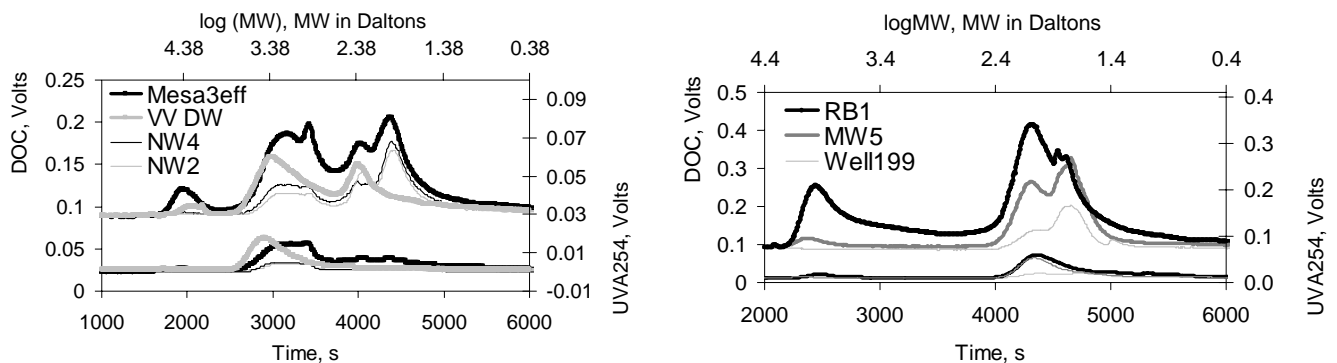 log (MW), MW in Daltons
4.38 3.38 2.38 1.38 0.38
0.25
0.2
0.15
0.1
0.05
0
DOC, Volts
Mesa3eff
VV DW
NW4
NW2
0.09
0.07
0.05
0.03
0.01
-0.01
UVA254, Volts
1000 2000 3000 4000 5000 6000
Time, s
logMW, MW in Daltons
4.4 3.4 2.4 1.4 0.4
0.5
0.4
0.3
0.2
0.1
0
DOC, Volts
RB1
MW5
Well199
0.4
0.3
0.2
0.1
0.0
UVA254, Volts
2000 3000 4000 5000 6000
Time, s